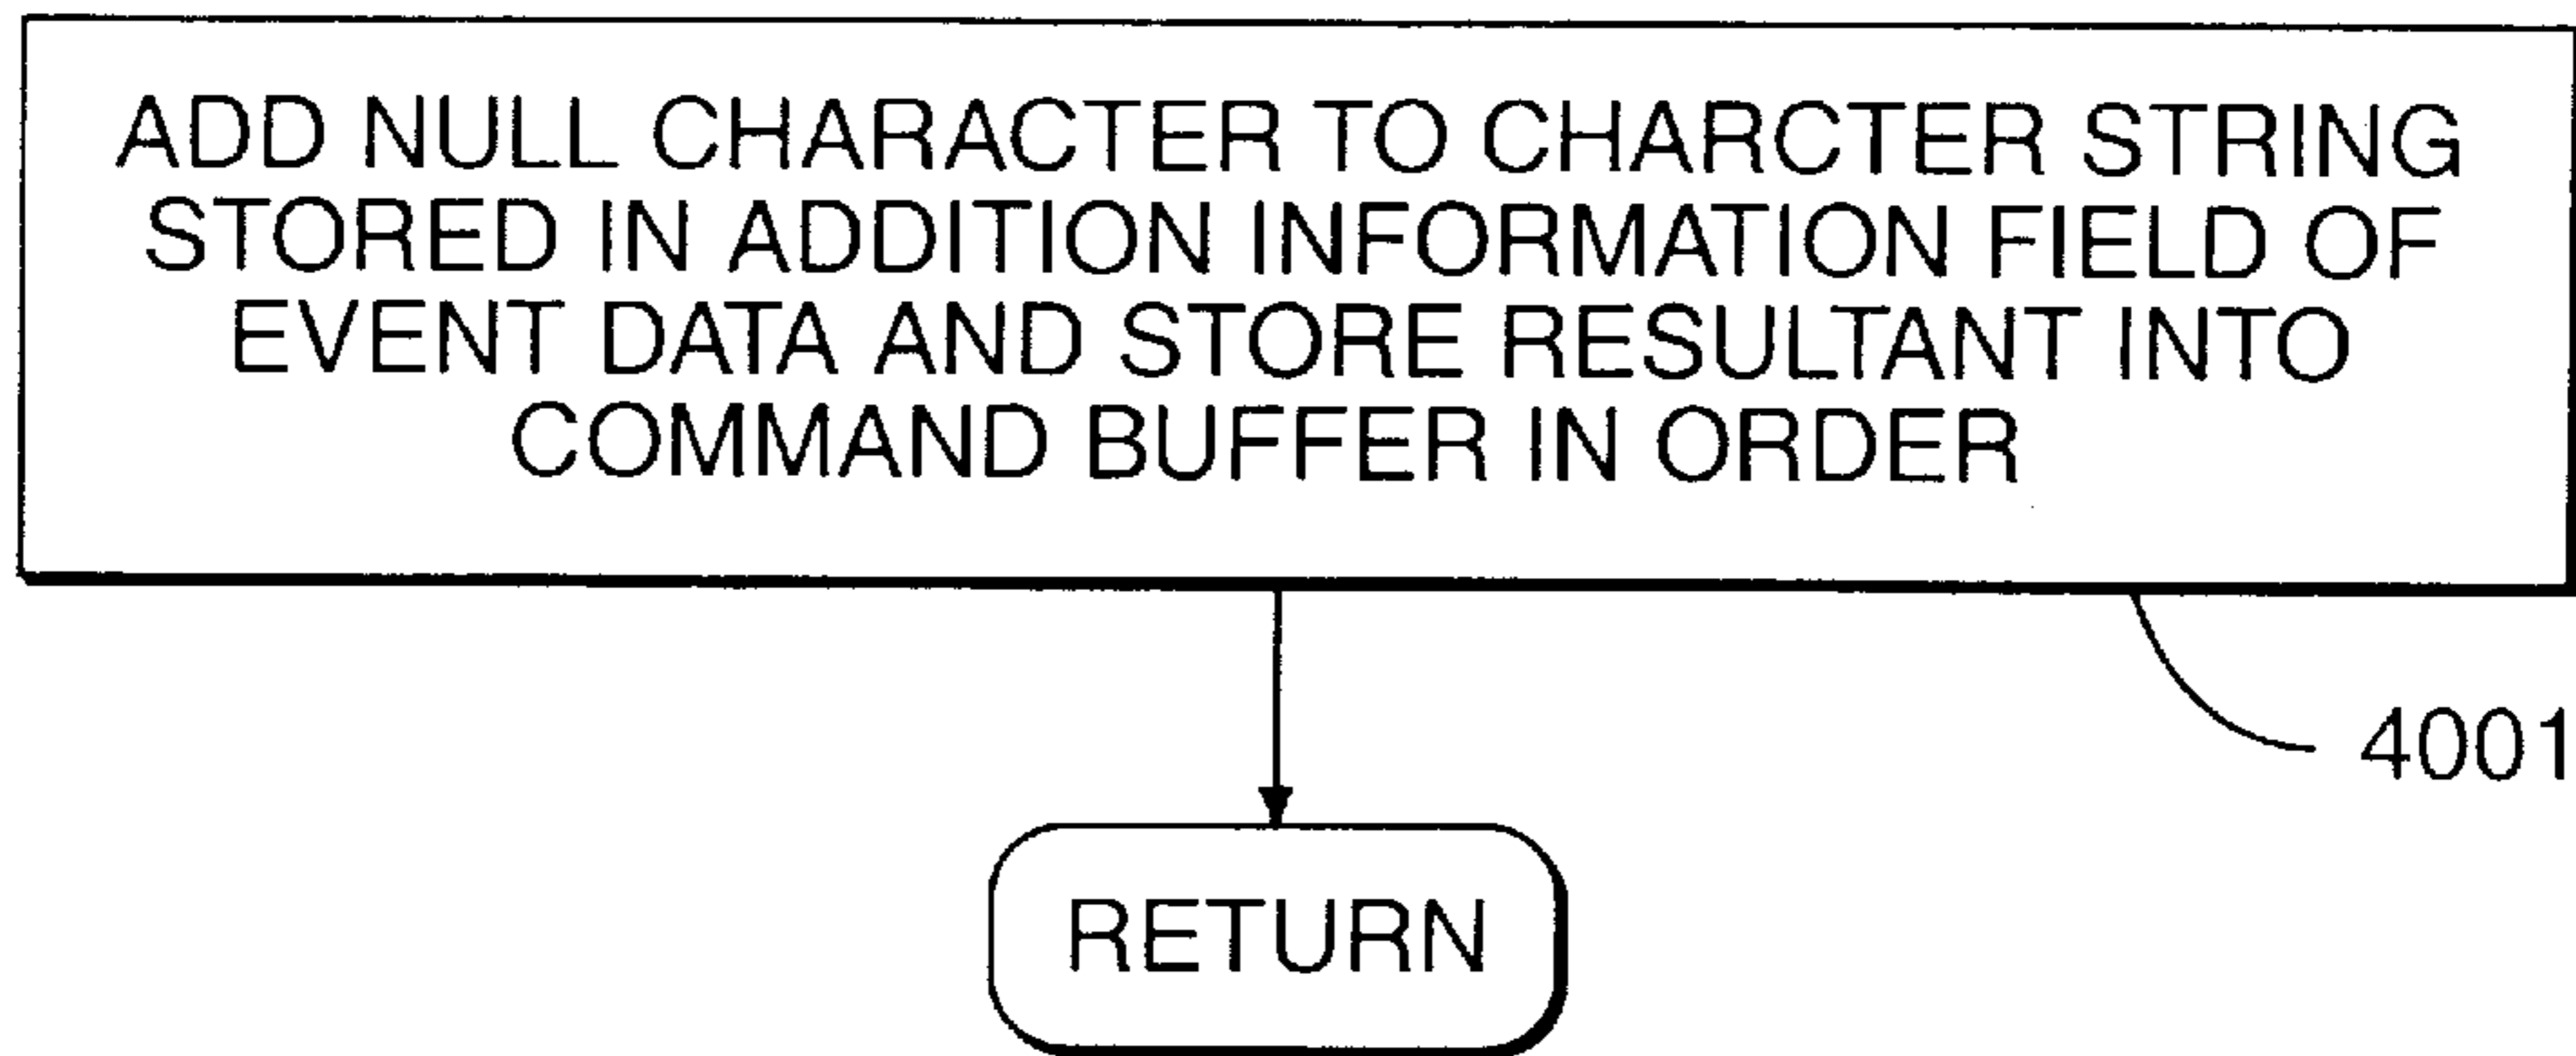 ADD NULL CHARACTER TO CHARCTER STRING
STORED IN ADDITION INFORMATION FIELD OF
EVENT DATA AND STORE RESULTANT INTO
COMMAND BUFFER IN ORDER
4001
RETURN